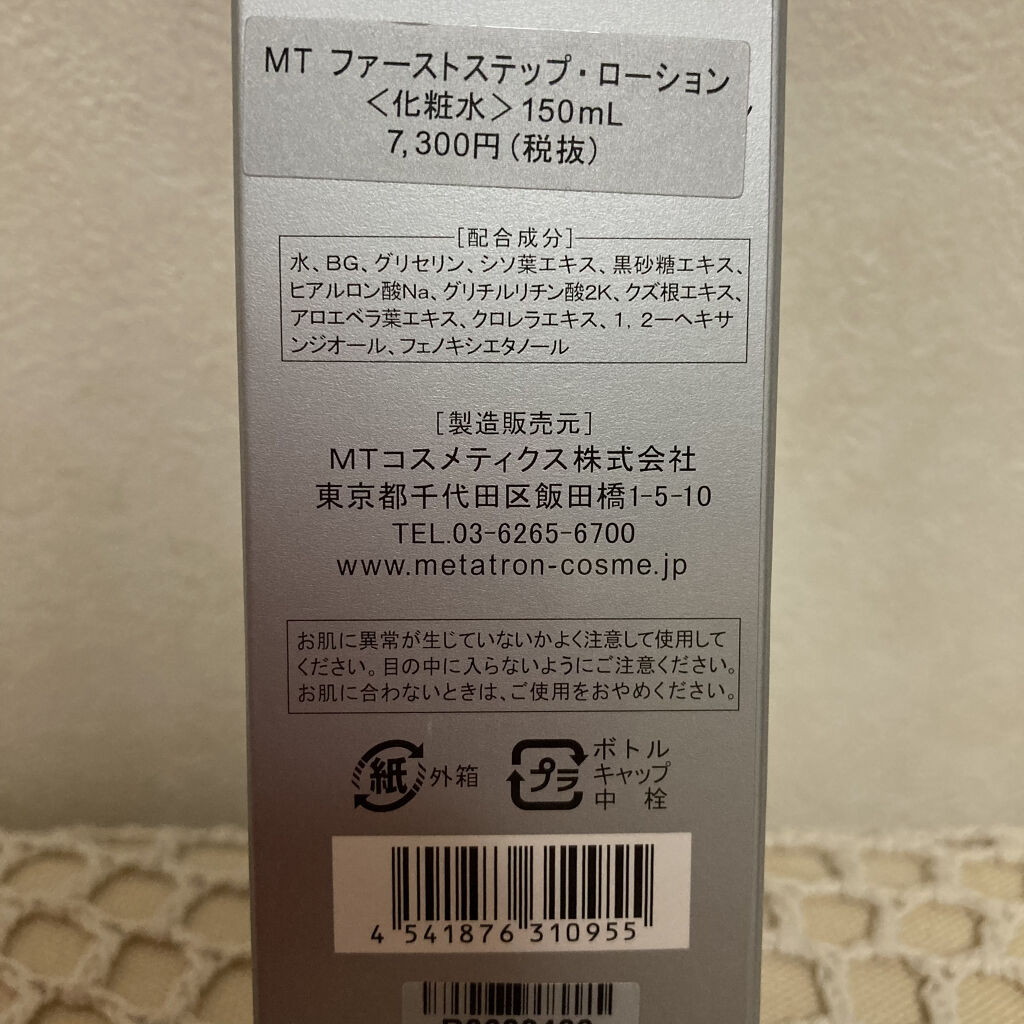 MT ファーストステップ・ローション
＜化粧水＞150mL
7,300円（税抜）
［配合成分］
水、BG、グリセリン、シソ葉エキス、黒砂糖エキス、
ヒアルロン酸Na、グリチルリチン酸2K、クズ根エキス、
アロエベラ葉エキス、クロレラエキス、1，2ーヘキサ
ンジオール、フェノキシエタノール
［製造販売元］
MTコスメティクス株式会社
東京都千代田区飯田橋1-5-10
TEL.03-6265-6700
www.metatron-cosme.jp
お肌に異常が生じていないかよく注意して使用して
ください。目の中に入らないようにご注意ください。
お肌に合わないときは、ご使用をおやめください。
紙 外箱
プラ ボトル
キャップ
中 栓
4 541876 310955